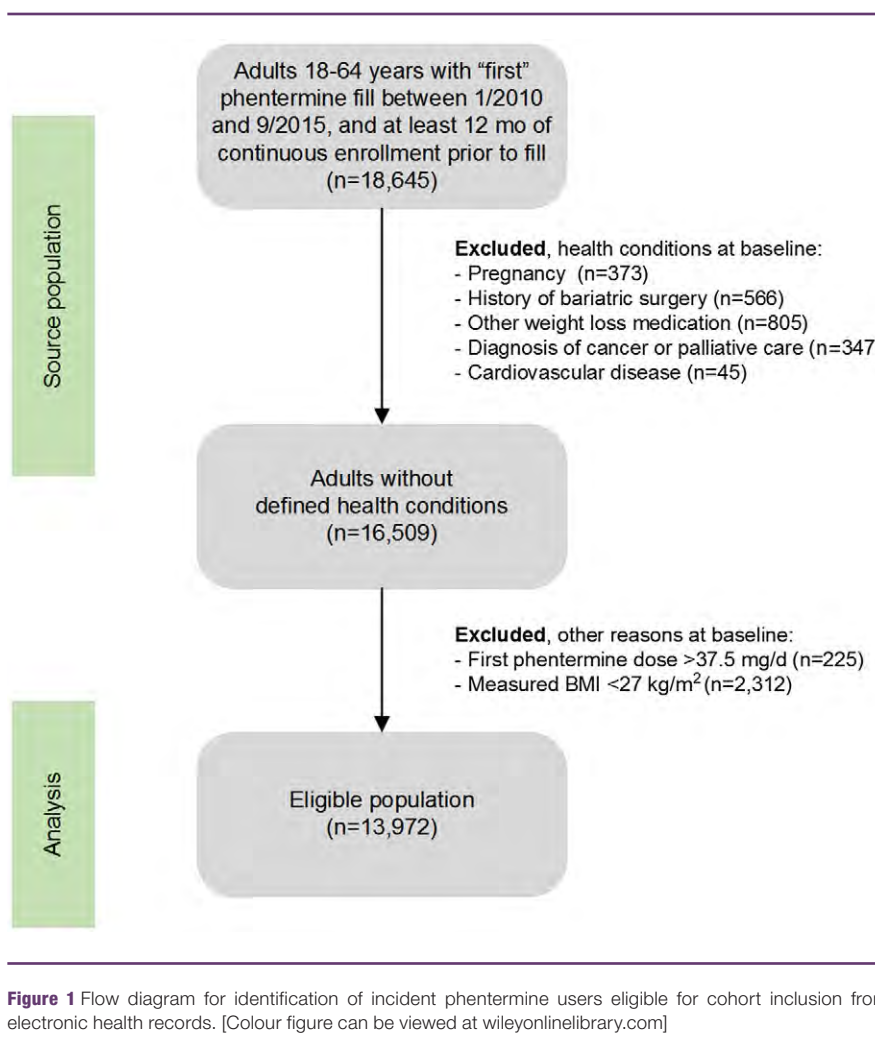 Adults 18-64 years with “first”
phentermine fill between 1/2010
and 9/2015, and at least 12 mo of
continuous enrollment prior to fill
(n=18,645)
Source population
Excluded, health conditions at baseline:
- Pregnancy (n=373)
- History of bariatric surgery (n=566)
- Other weight loss medication (n=805)
- Diagnosis of cancer or palliative care (n=347
- Cardiovascular disease (n=45)
Adults without
defined health conditions
(n=16,509)
Excluded, other reasons at baseline:
- First phentermine dose >37.5 mg/d (n=225)
- Measured BMI <27 kg/m² (n=2,312)
Analysis
Eligible population
(n=13,972)
Figure 1 Flow diagram for identification of incident phentermine users eligible for cohort inclusion fro
electronic health records. [Colour figure can be viewed at wileyonlinelibrary.com]